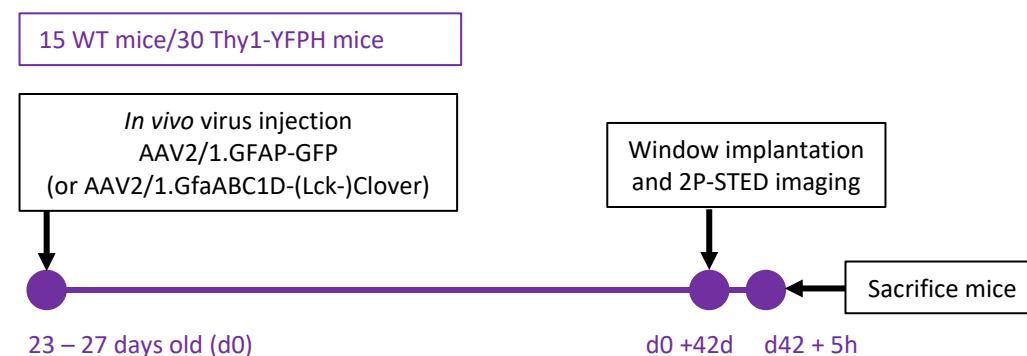 15 WT mice/30 Thy1-YFPH mice
In vivo virus injection
AAV2/1.GFAP-GFP
(or AAV2/1.GfaABC1D-(Lck-)Clover)
Window implantation
and 2P-STED imaging
Sacrifice mice
23 – 27 days old (d0)
d0 +42d
d42 + 5h